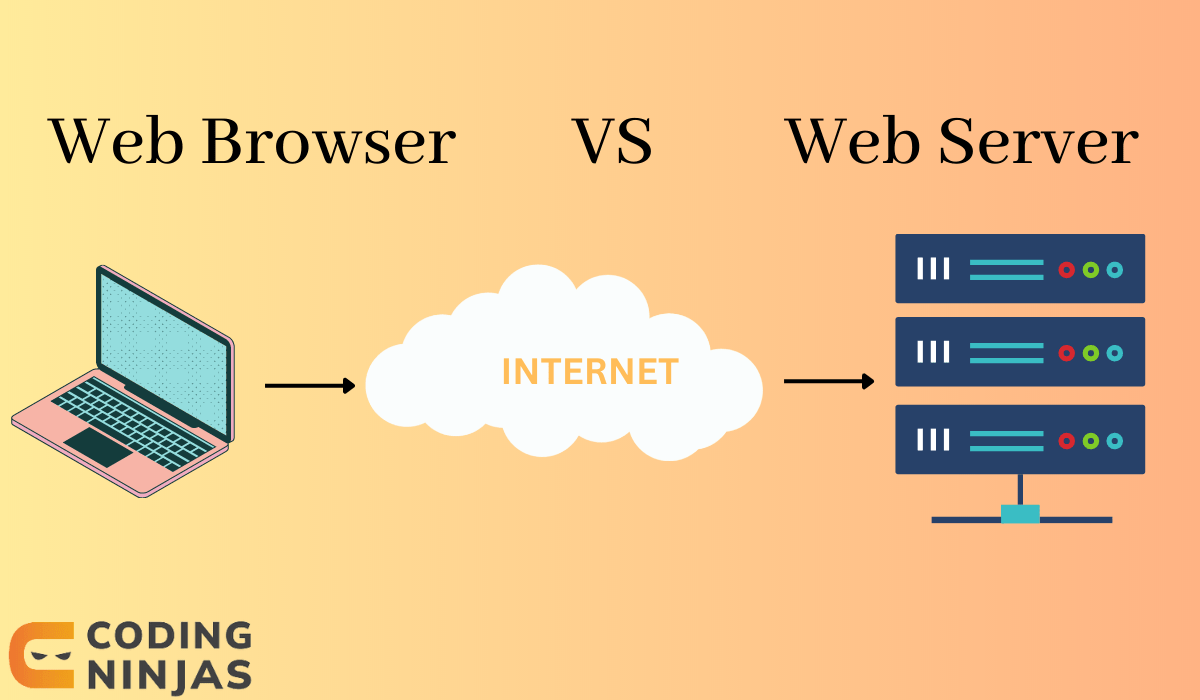 Web Browser VS Web Server
INTERNET
CODING
NINJAS